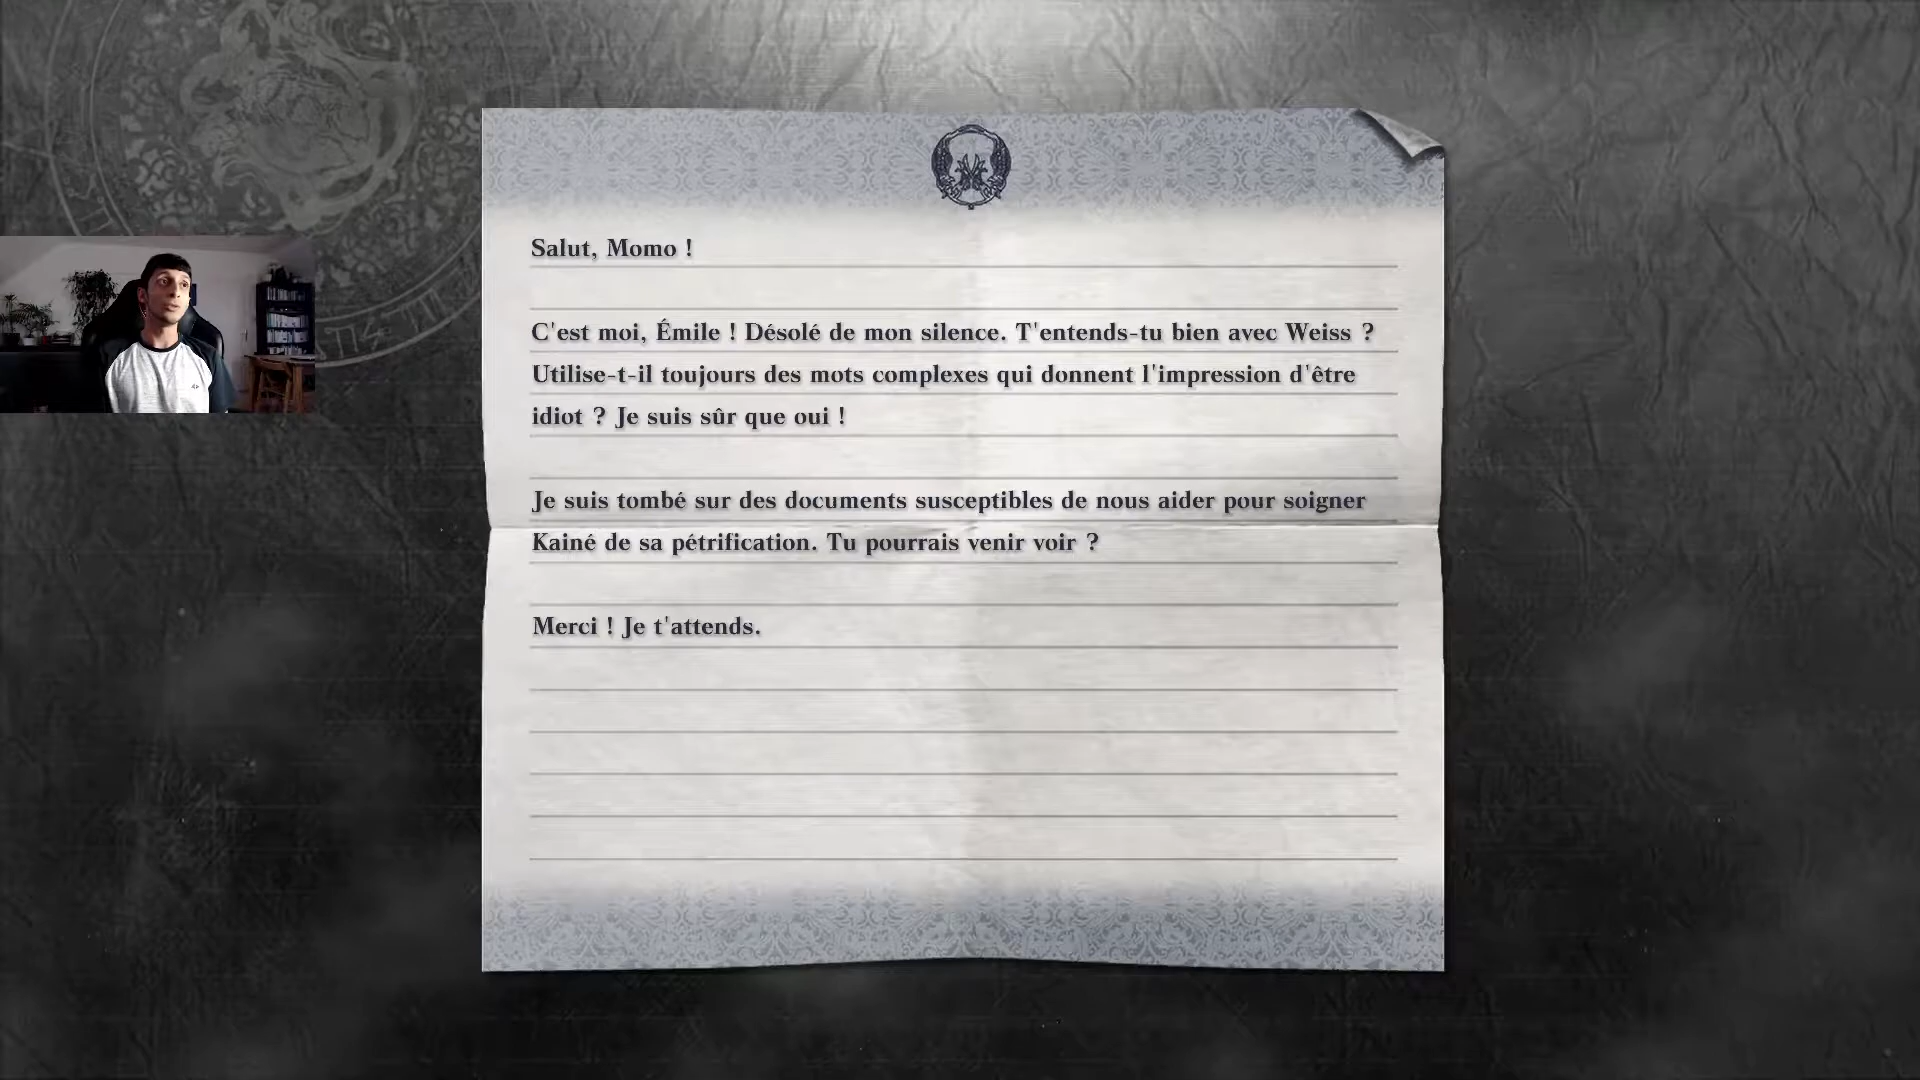 Salut, Momo !
C'est moi, Émile ! Désolé de mon silence. T'entends-tu bien avec Weiss ?
Utilise-t-il toujours des mots complexes qui donnent l'impression d'être
idiot ? Je suis sûr que oui !
Je suis tombé sur des documents susceptibles de nous aider pour soigner
Kainé de sa pétrification. Tu pourrais venir voir ?
Merci ! Je t'attends.